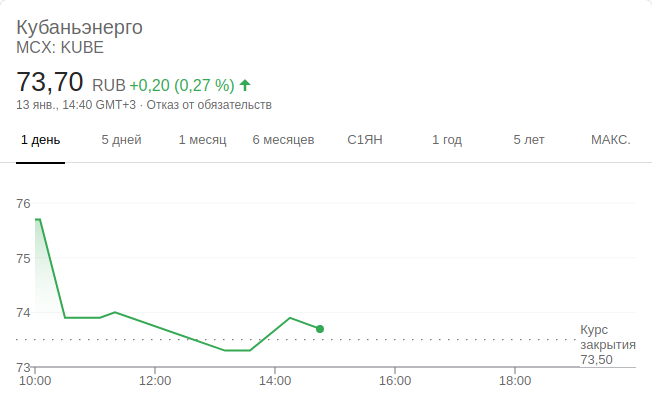 Кубаньэнерго
MCX: KUBE
73,70 RUB +0,20 (0,27 %)
13 янв., 14:40 GMT+3 · Отказ от обязательств
1 день 5 дней 1 месяц 6 месяцев С1ЯН 1 год 5 лет МАКС.
76
75
74
Курс
закрытия
73,50
73
10:00 12:00 14:00 16:00 18:00